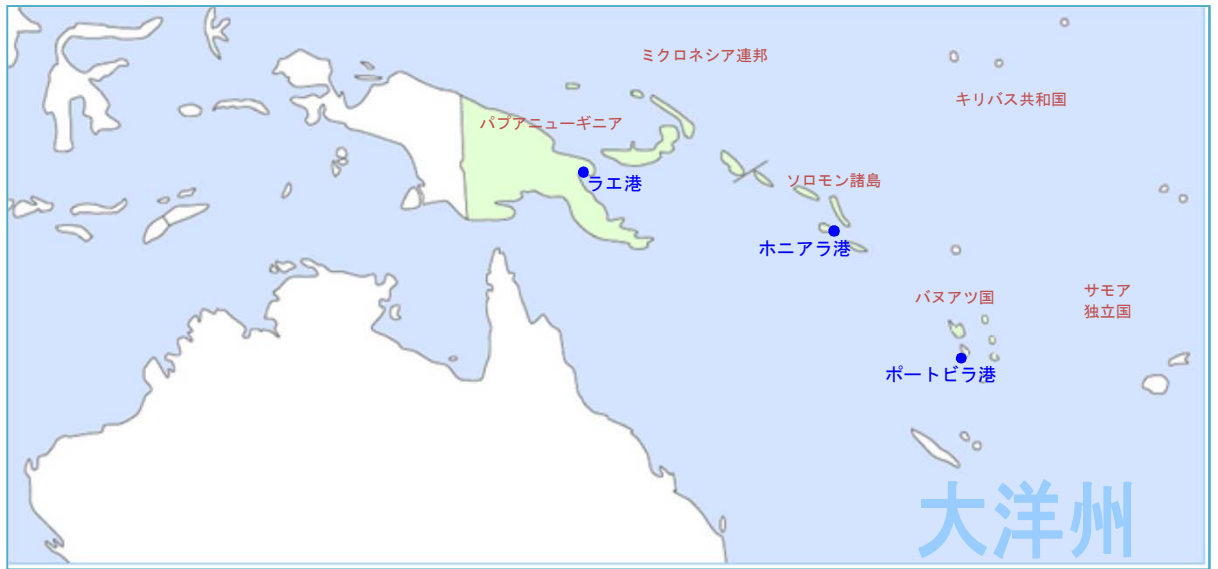 ミクロネシア連邦
キリバス共和国
パプアニューギニア
ラエ港
ソロモン諸島
ホニアラ港
バヌアツ国
サモア
独立国
ポートビラ港
大洋州